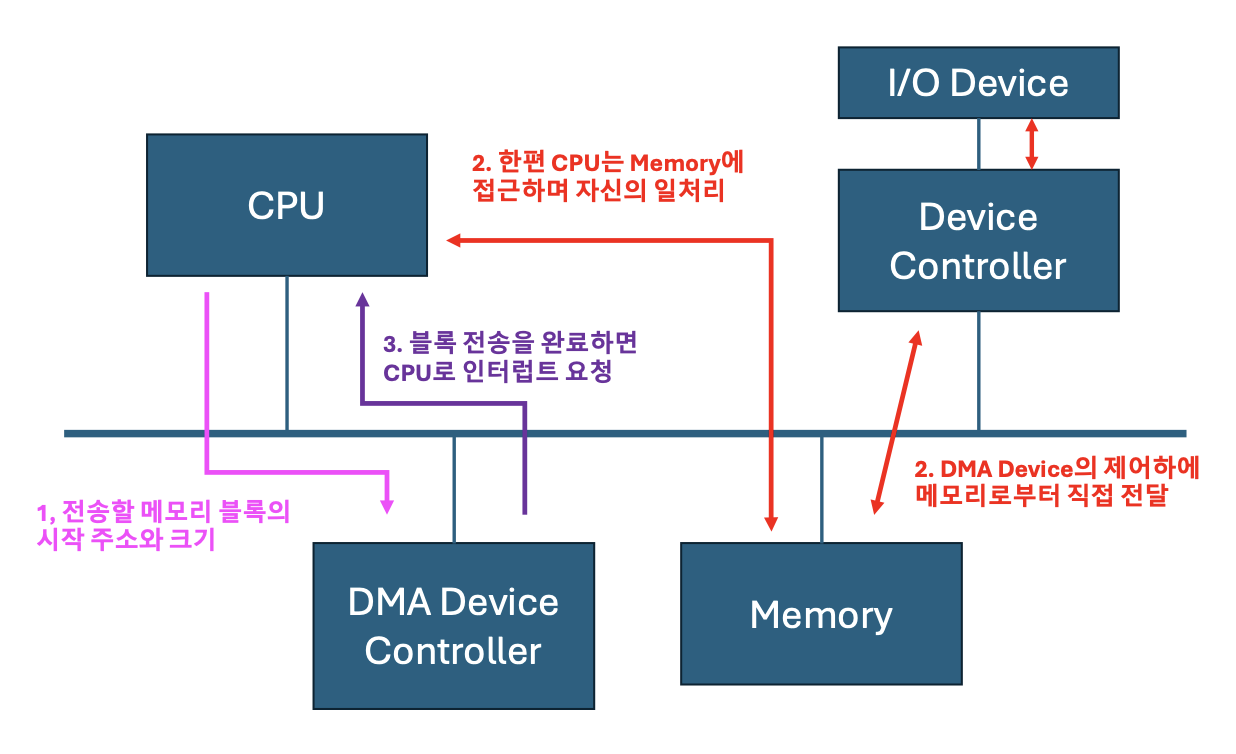 I/O Device
CPU
2. 한편 CPU는 Memory에
접근하며 자신의 일처리
Device
Controller
3. 블록 전송을 완료하면
CPU로 인터럽트 요청
1, 전송할 메모리 블록의
시작 주소와 크기
2. DMA Device의 제어하에
메모리로부터 직접 전달
DMA Device
Controller
Memory